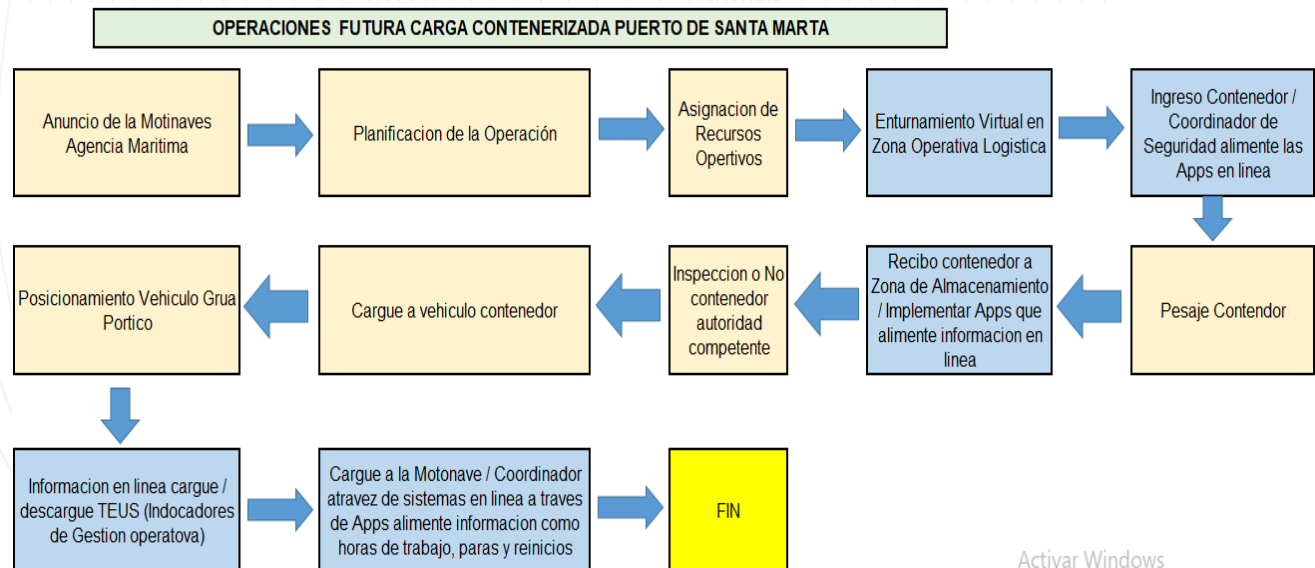 OPERACIONES FUTURA CARGA CONTENERIZADA PUERTO DE SANTA MARTA
Anuncio de la Motinaves
Agencia Maritima
Planificacion de la Operación
Asignacion de
Recursos
Opertivos
Enturnamiento Virtual en
Zona Operativa Logistica
Ingreso Contenedor /
Coordinador de
Seguridad alimente las
Apps en linea
Pesaje Contendor
Recibo contenedor a
Zona de Almacenamiento
/ Implementar Apps que
alimente informacion en
linea
Inspeccion o No
contenedor
autoridad
competente
Cargue a vehiculo contenedor
Posicionamiento Vehiculo Grua
Portico
Informacion en linea cargue /
descargue TEUS (Indocadores
de Gestion operatova)
Cargue a la Motonave / Coordinador
atravez de sistemas en linea a traves
de Apps alimente informacion como
horas de trabajo, paras y reinicios
FIN
Activar Windows